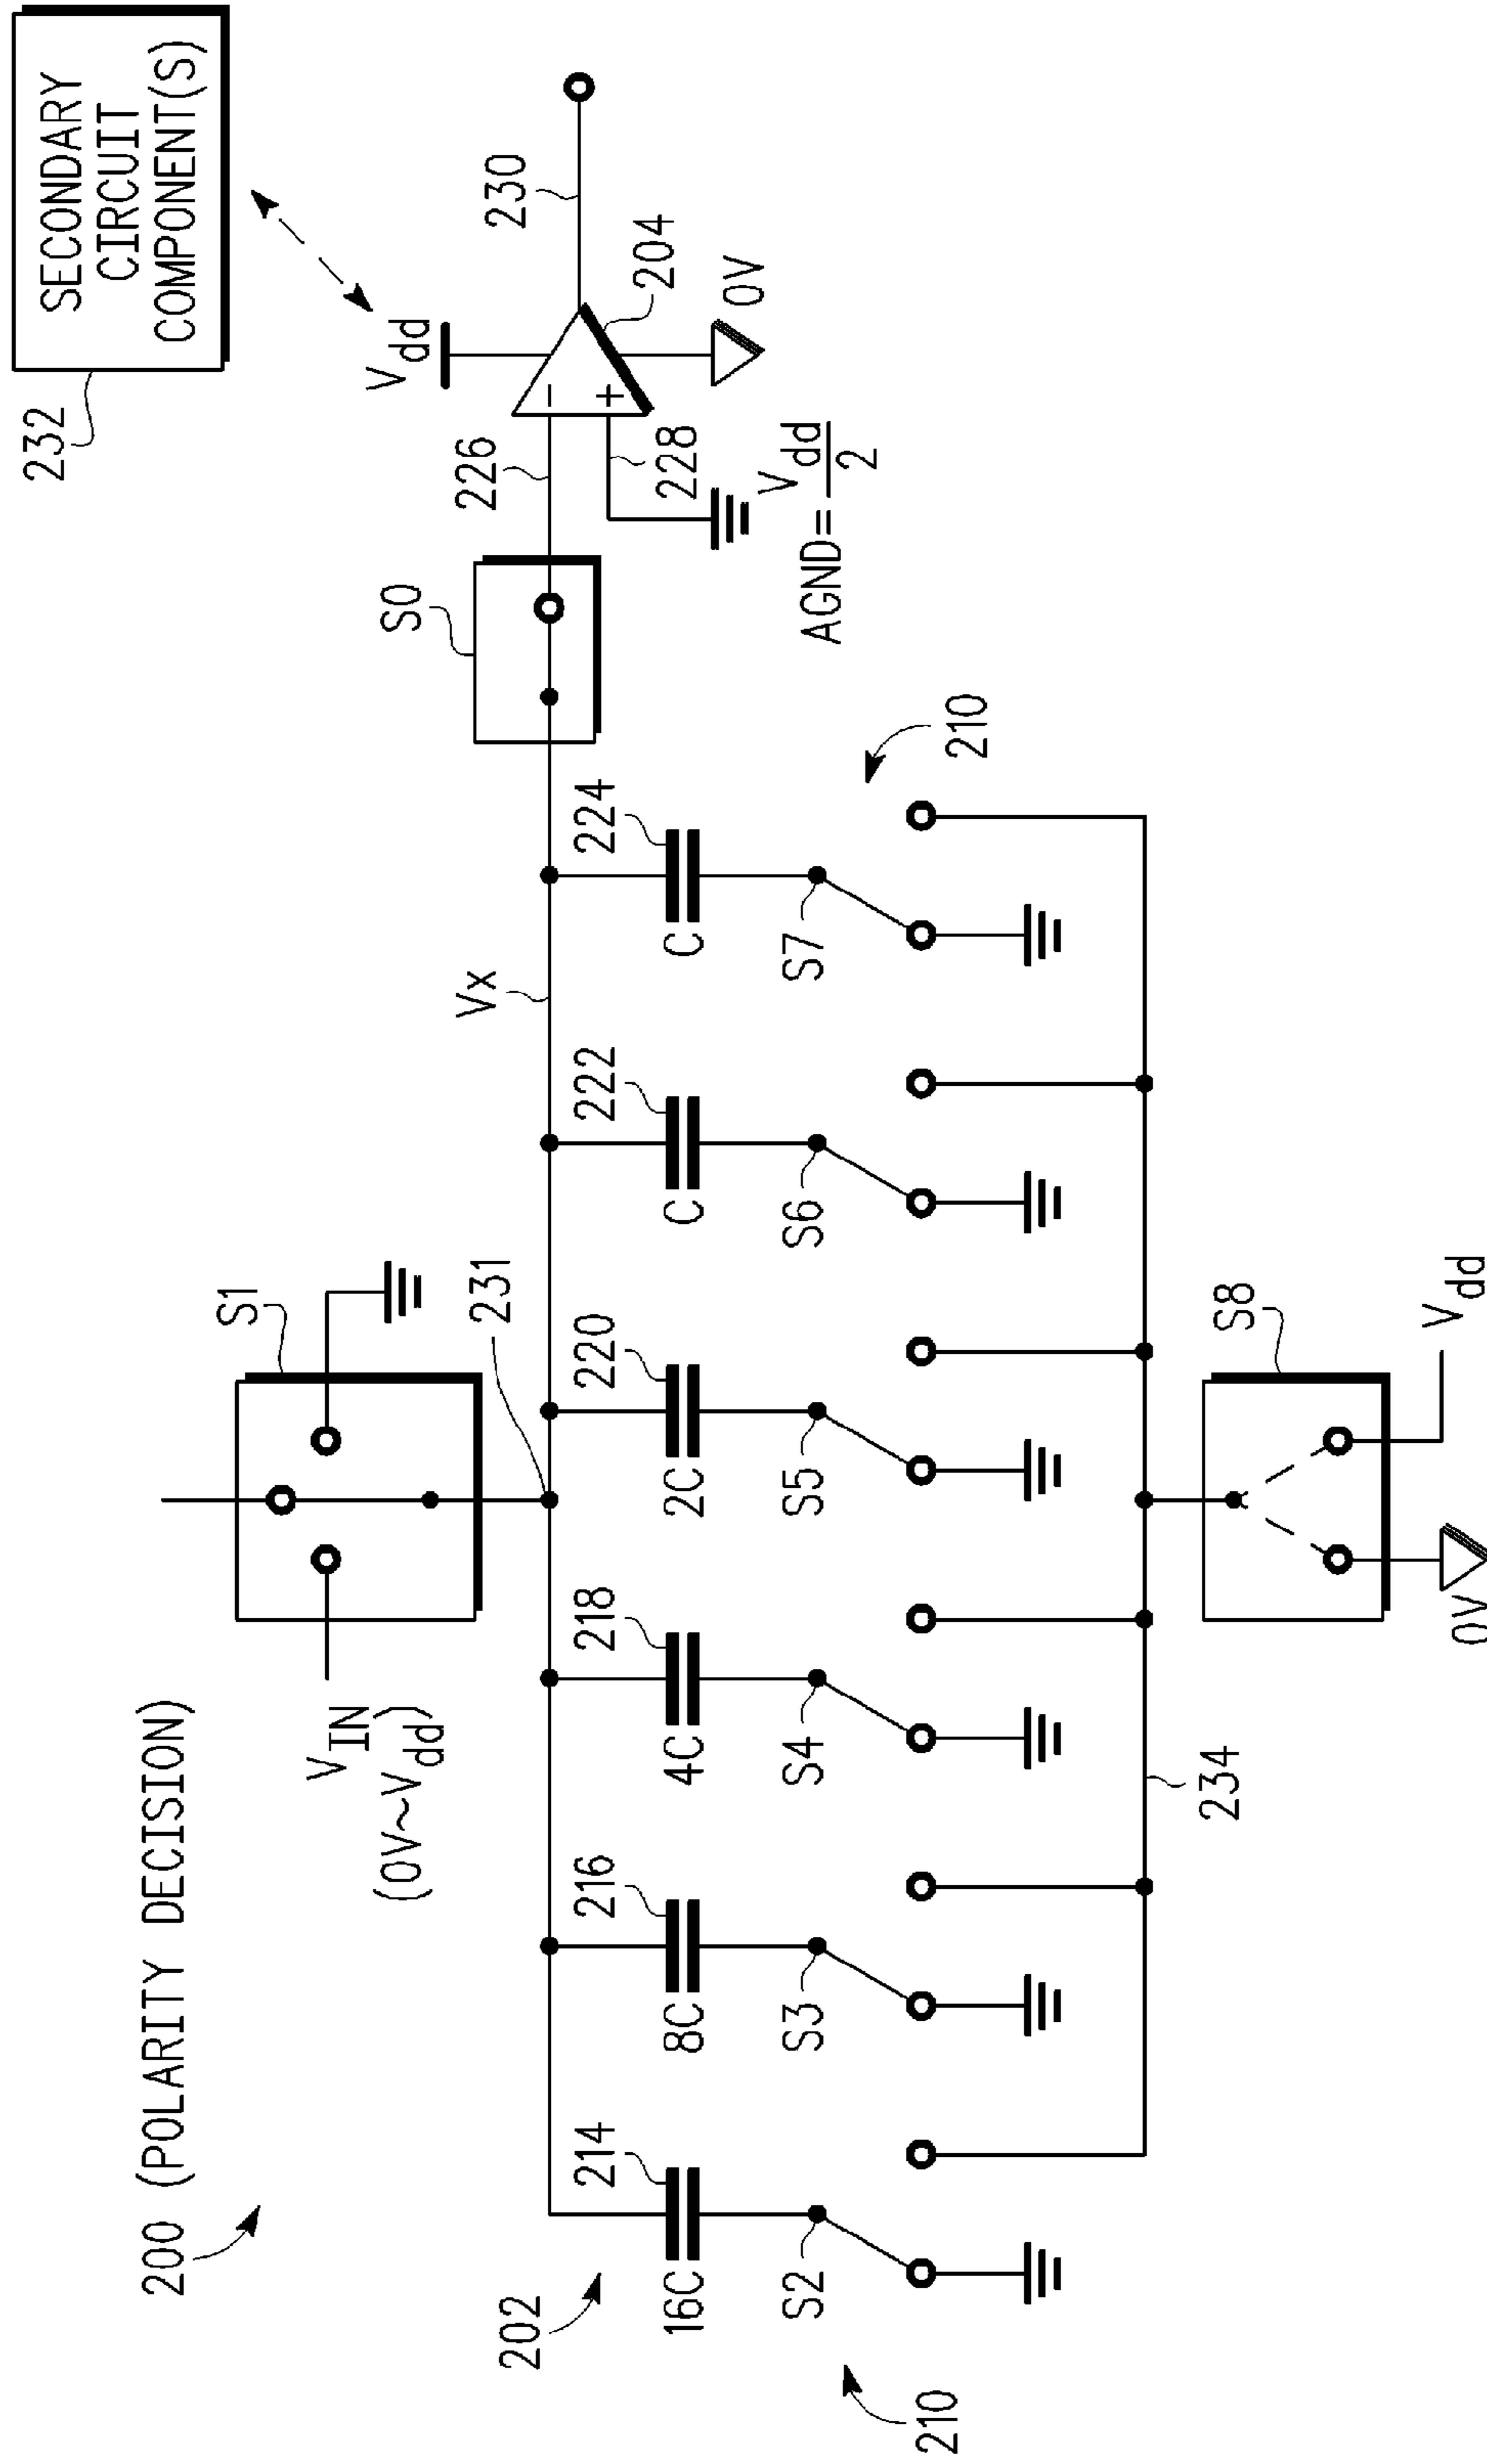 200 (POLARITY DECISION)
SECONDARY
CIRCUIT
COMPONENT(S)
232
S1
VIN
(0V~Vdd)
231
Vx
S0
226
Vdd
230
204
0V
228
AGND=Vdd/2
202
16C
214
8C
216
4C
218
2C
220
C
222
C
224
S2
S3
S4
S5
S6
S7
210
210
234
S8
0V
Vdd